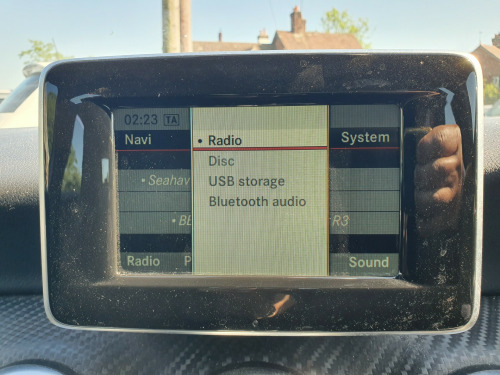 02:23 TA
Navi
• Radio
System
Disc
• Seahav
USB storage
Bluetooth audio
• BB
R3
Radio
P
Sound